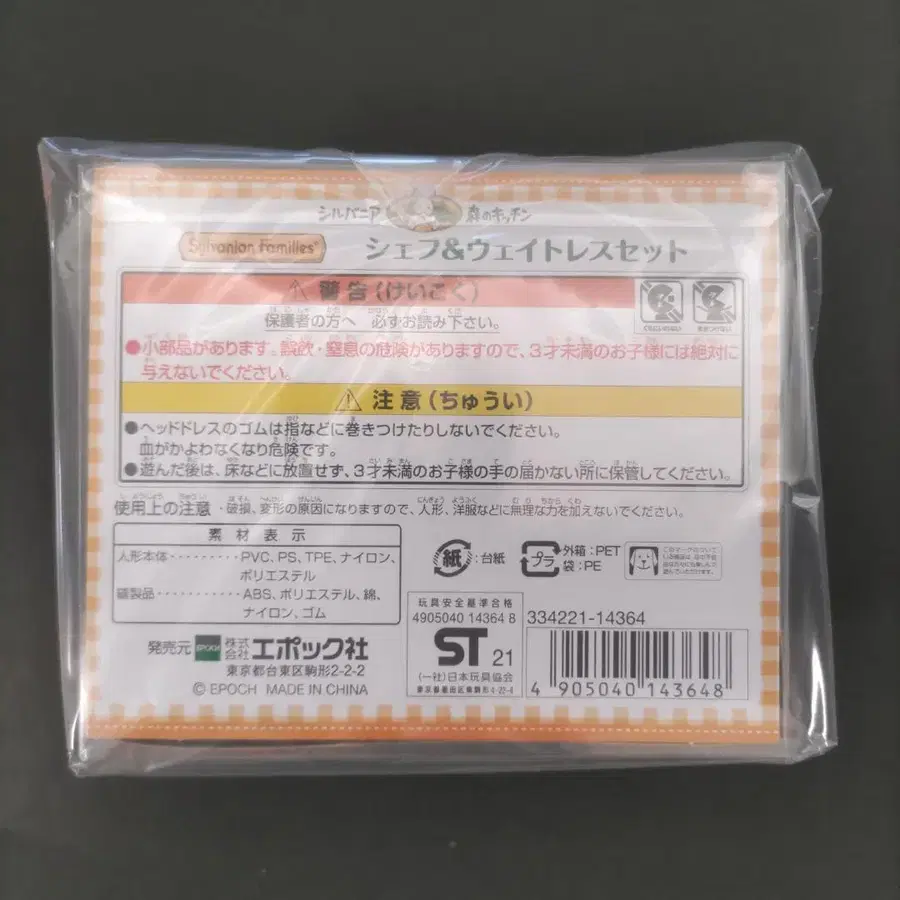 シルバニア 森のキッチン
Sylvanian Families®
シェフ&ウェイトレスセット
警告(けいこく)
保護者の方へ 必ずお読み下さい。
●小部品があります。誤飲・窒息の危険がありますので、3才未満のお子様には絶対に
与えないでください。
注意(ちゅうい)
●ヘッドドレスのゴムは指などに巻きつけたりしないでください。
血がかよわなくなり危険です。
●遊んだ後は、床などに放置せず、3才未満のお子様の手の届かない所に保管してください。
使用上の注意 ・破損、変形の原因になりますので、人形、洋服などに無理な力を加えないでください。
素材表示
人形本体・・・・・・・・・PVC、PS、TPE、ナイロン、
ポリエステル
縫製品・・・・・・・・・・・ABS、ポリエステル、綿、
ナイロン、ゴム
紙:台紙
プラ 外箱:PET
袋:PE
発売元 EPOCH 株式会社エポック社
東京都台東区駒形2-2-2
© EPOCH MADE IN CHINA
玩具安全基準合格
4905040 14364 8
ST 21
(一社)日本玩具協会
東京都墨田区東駒形4-22-4
334221-14364
4 905040 143648